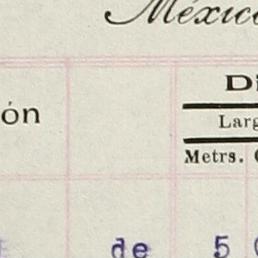 México
Di
ón
Larg
Metrs.
de 5